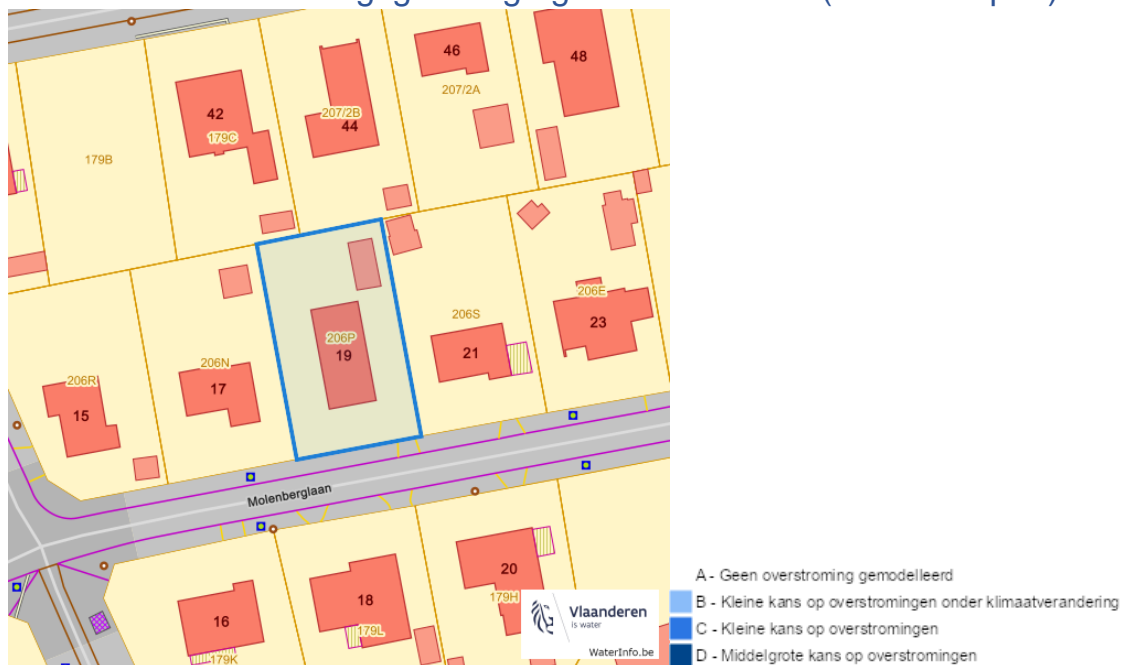 46
48
42
207/2A
207/2B
44
179C
179B
206S
206E
23
206P
19
21
206N
17
206R
15
Molenberglaan
20
18
179H
16
179L
179K
Vlaanderen
is water
WaterInfo.be
A - Geen overstroming gemodelleerd
B - Kleine kans op overstromingen onder klimaatverandering
C - Kleine kans op overstromingen
D - Middelgrote kans op overstromingen